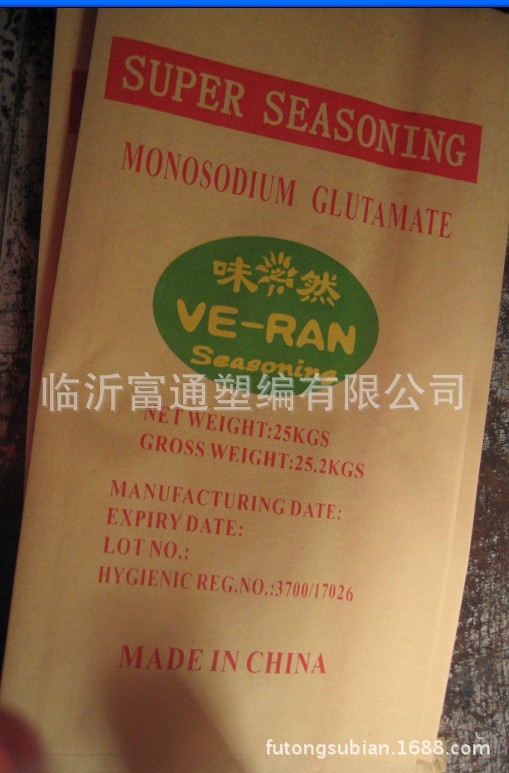 SUPER SEASONING
MONOSODIUM GLUTAMATE
味然
VE-RAN
Seasoning
临沂富通塑编有限公司
NET WEIGHT:25KGS
GROSS WEIGHT:25.2KGS
MANUFACTURING DATE:
EXPIRY DATE:
LOT NO.:
HYGIENIC REG.NO.:3700/17026
MADE IN CHINA
futongsubian.1688.com